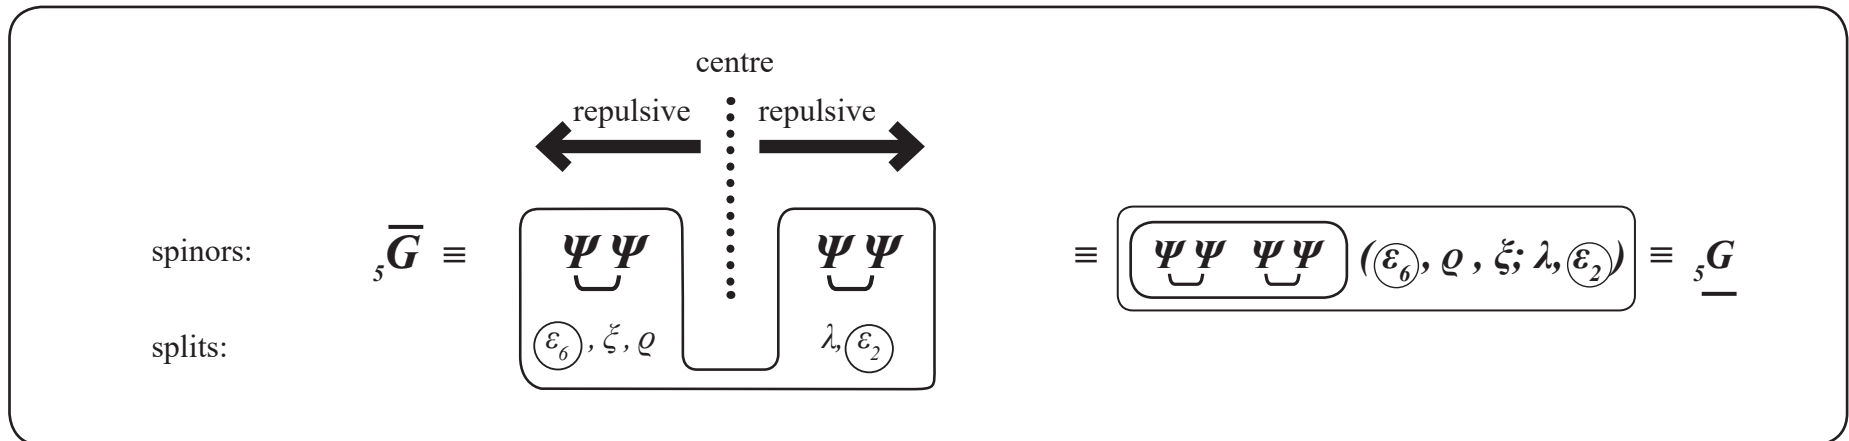 centre
repulsive repulsive
spinors: ₅G̅ ≡ ΨΨ ΨΨ ≡ ΨΨ ΨΨ (ε₆, ϱ , ξ; λ, ε₂) ≡ ₅G̲
splits: ε₆ , ξ , ϱ λ, ε₂